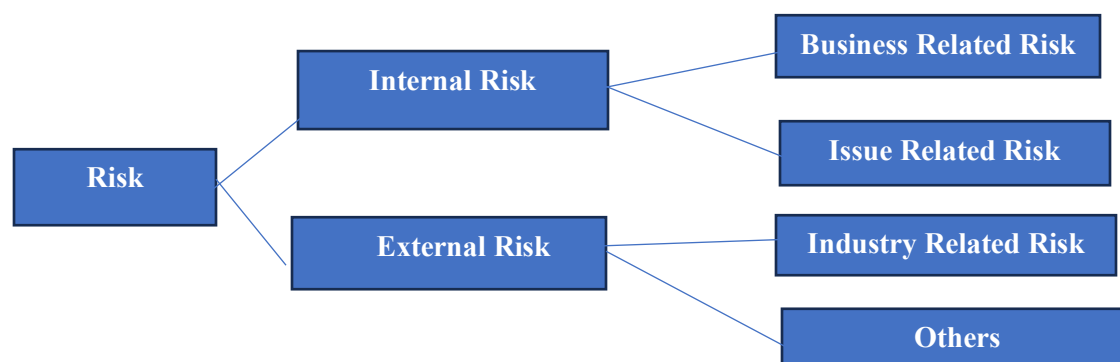 Risk
Internal Risk
External Risk
Business Related Risk
Issue Related Risk
Industry Related Risk
Others